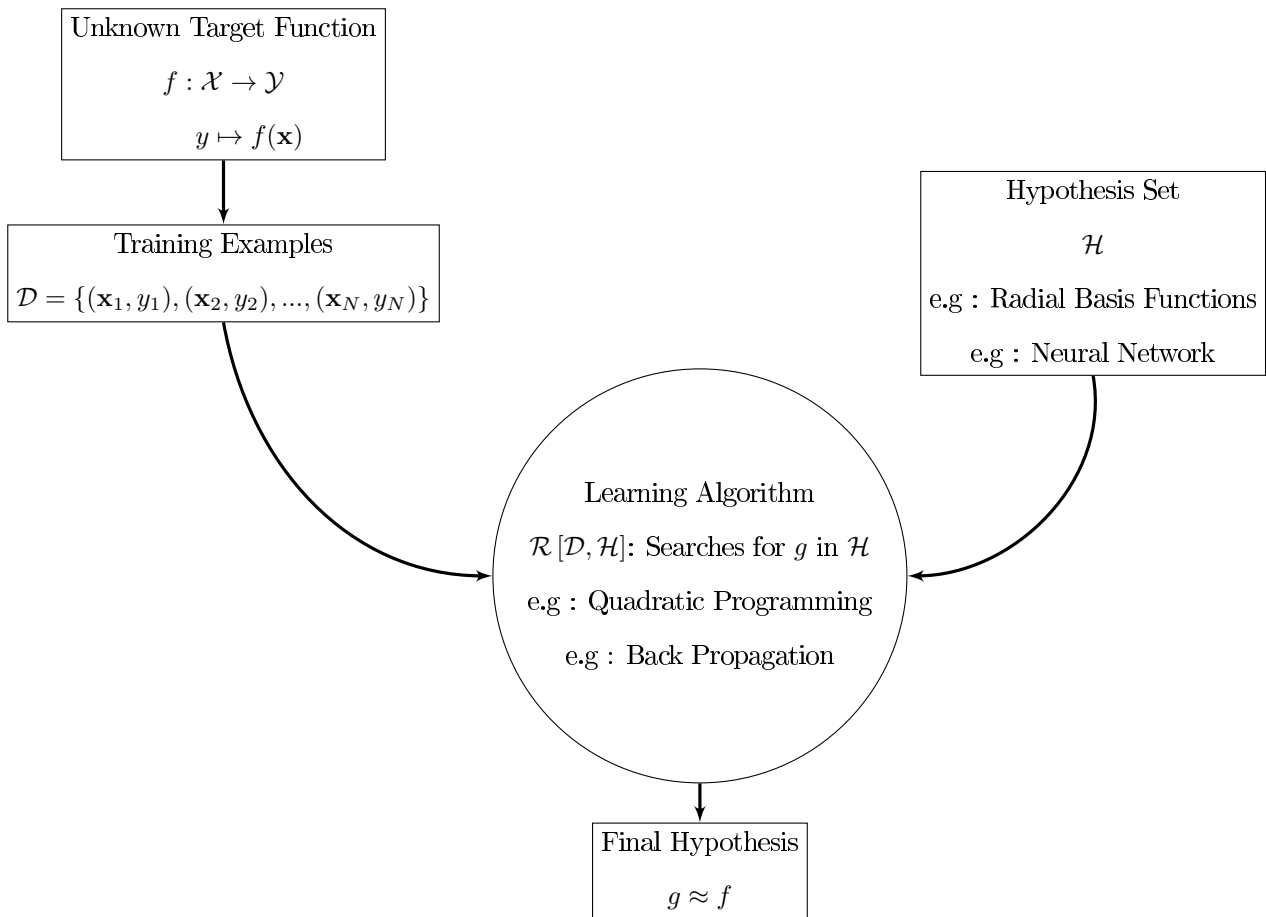 Unknown Target Function
f : 𝒳 → 𝒴
y ↦ f(𝐱)
Training Examples
𝒟 = {(𝐱₁, y₁), (𝐱₂, y₂), ..., (𝐱_N, y_N)}
Hypothesis Set
ℋ
e.g : Radial Basis Functions
e.g : Neural Network
Learning Algorithm
ℛ [𝒟, ℋ]: Searches for g in ℋ
e.g : Quadratic Programming
e.g : Back Propagation
Final Hypothesis
g ≈ f